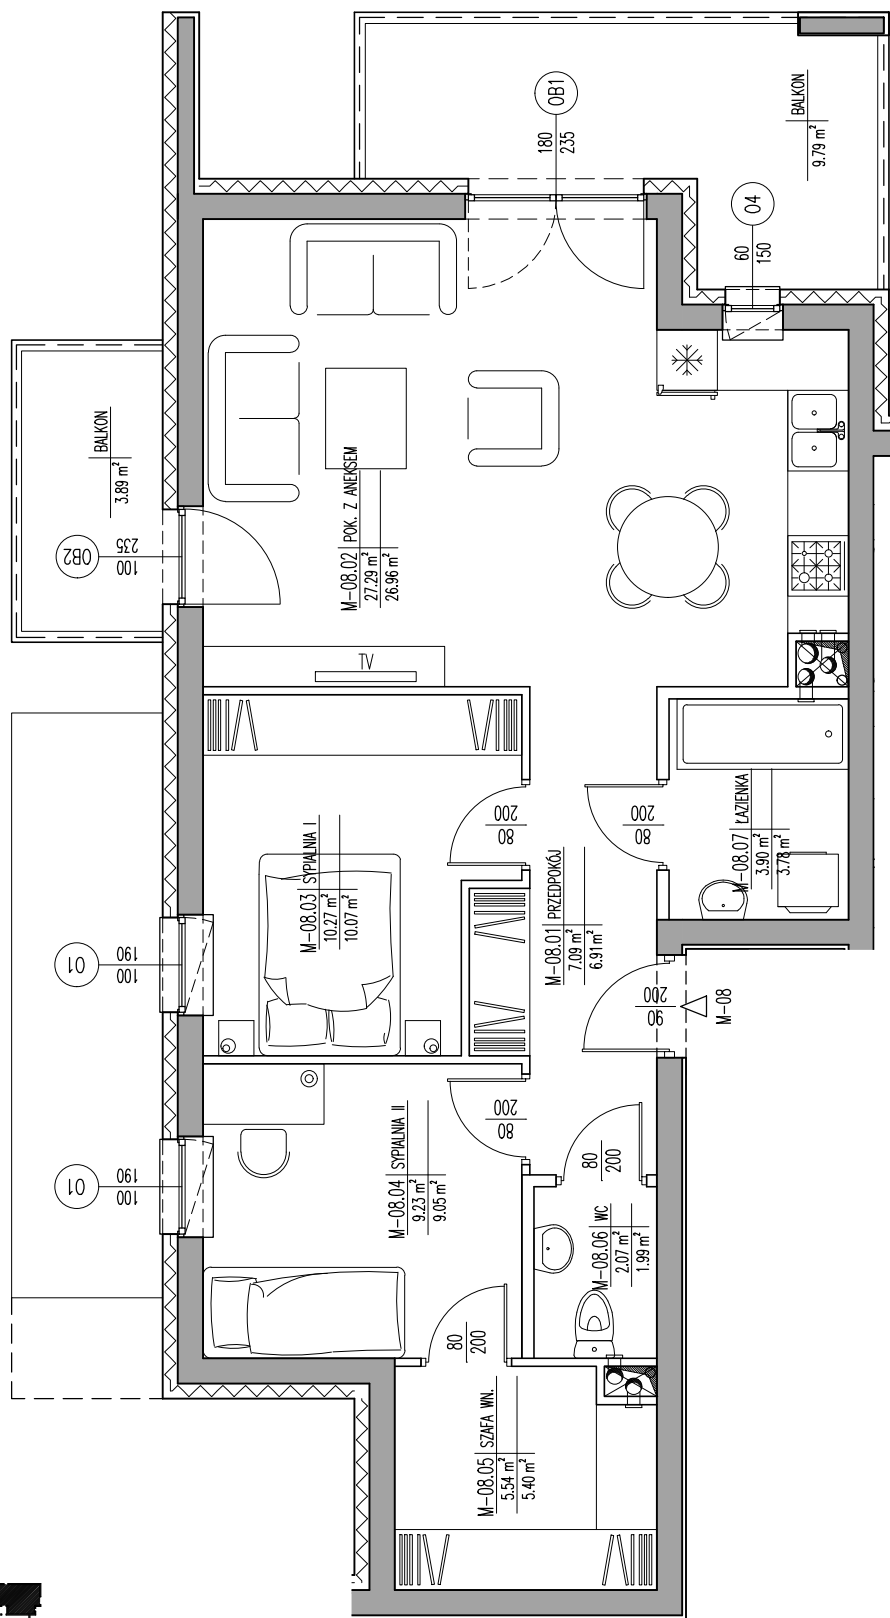 OB1
180
235
BALKON
9.79 m²
O4
60
150
BALKON
3.89 m²
OB2
100
235
M-08.02 POK. Z ANEKSEM
27.29 m²
26.96 m²
TV
M-08.03 SYPIALNIA I
10.27 m²
10.07 m²
80
200
80
200
M-08.07 ŁAZIENKA
3.90 m²
3.78 m²
M-08.01 PRZEDPOKÓJ
7.09 m²
6.91 m²
O1
100
190
90
200
M-08
80
200
O1
100
190
M-08.04 SYPIALNIA II
9.23 m²
9.05 m²
80
200
M-08.06 WC
2.07 m²
1.99 m²
80
200
M-08.05 SZAFA WN.
5.54 m²
5.40 m²